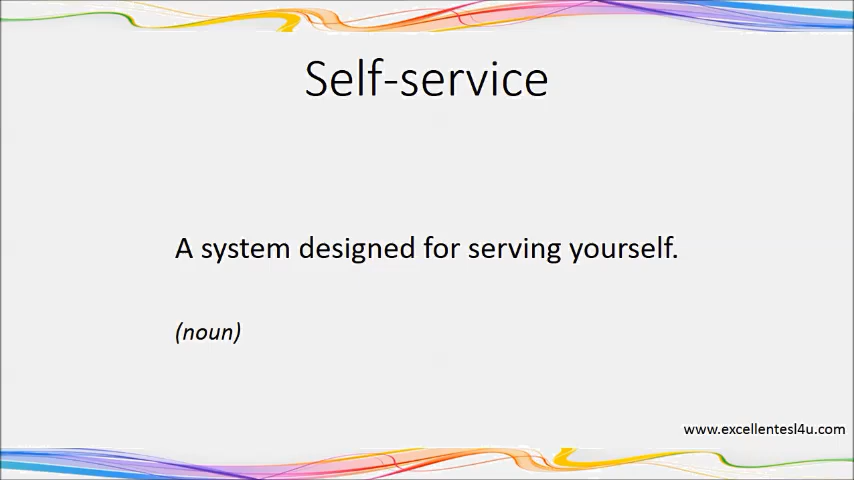 Self-service
A system designed for serving yourself.
(noun)
www.excellentesl4u.com